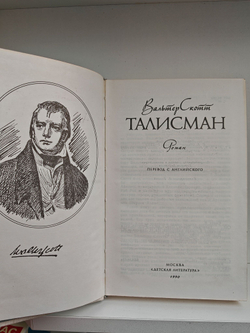 Вальтер Скотт
ТАЛИСМАН
Роман
ПЕРЕВОД С АНГЛИЙСКОГО
МОСКВА
«ДЕТСКАЯ ЛИТЕРАТУРА»